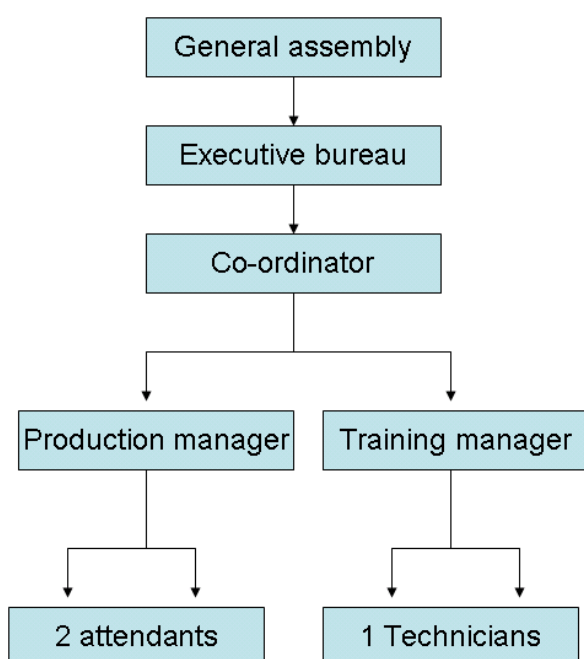 General assembly
Executive bureau
Co-ordinator
Production manager
Training manager
2 attendants
1 Technicians